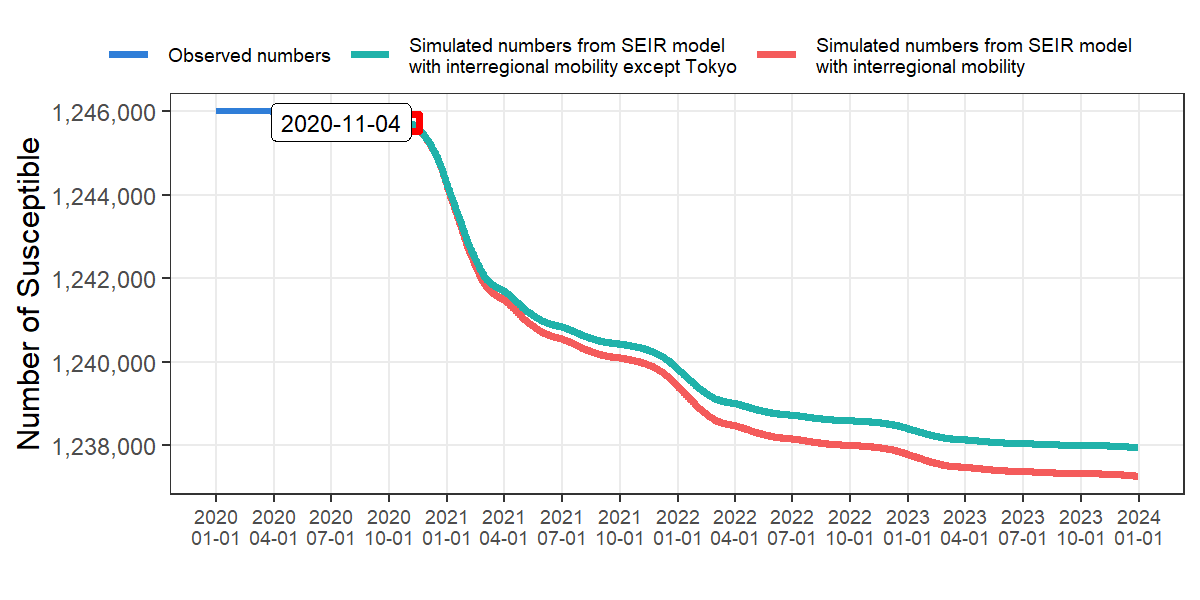 Observed numbers
Simulated numbers from SEIR model
with interregional mobility except Tokyo
Simulated numbers from SEIR model
with interregional mobility
Number of Susceptible
1,246,000
1,244,000
1,242,000
1,240,000
1,238,000
2020-11-04
2020 2020 2020 2020 2021 2021 2021 2021 2022 2022 2022 2022 2023 2023 2023 2023 2024
01-01 04-01 07-01 10-01 01-01 04-01 07-01 10-01 01-01 04-01 07-01 10-01 01-01 04-01 07-01 10-01 01-01